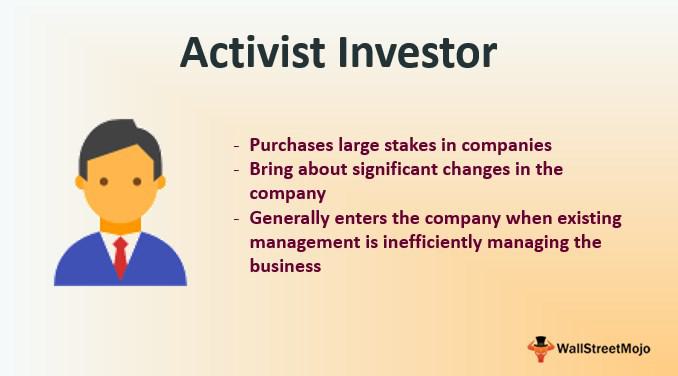 Activist Investor
- Purchases large stakes in companies
- Bring about significant changes in the
company
- Generally enters the company when existing
management is inefficiently managing the
business
WallStreetMojo